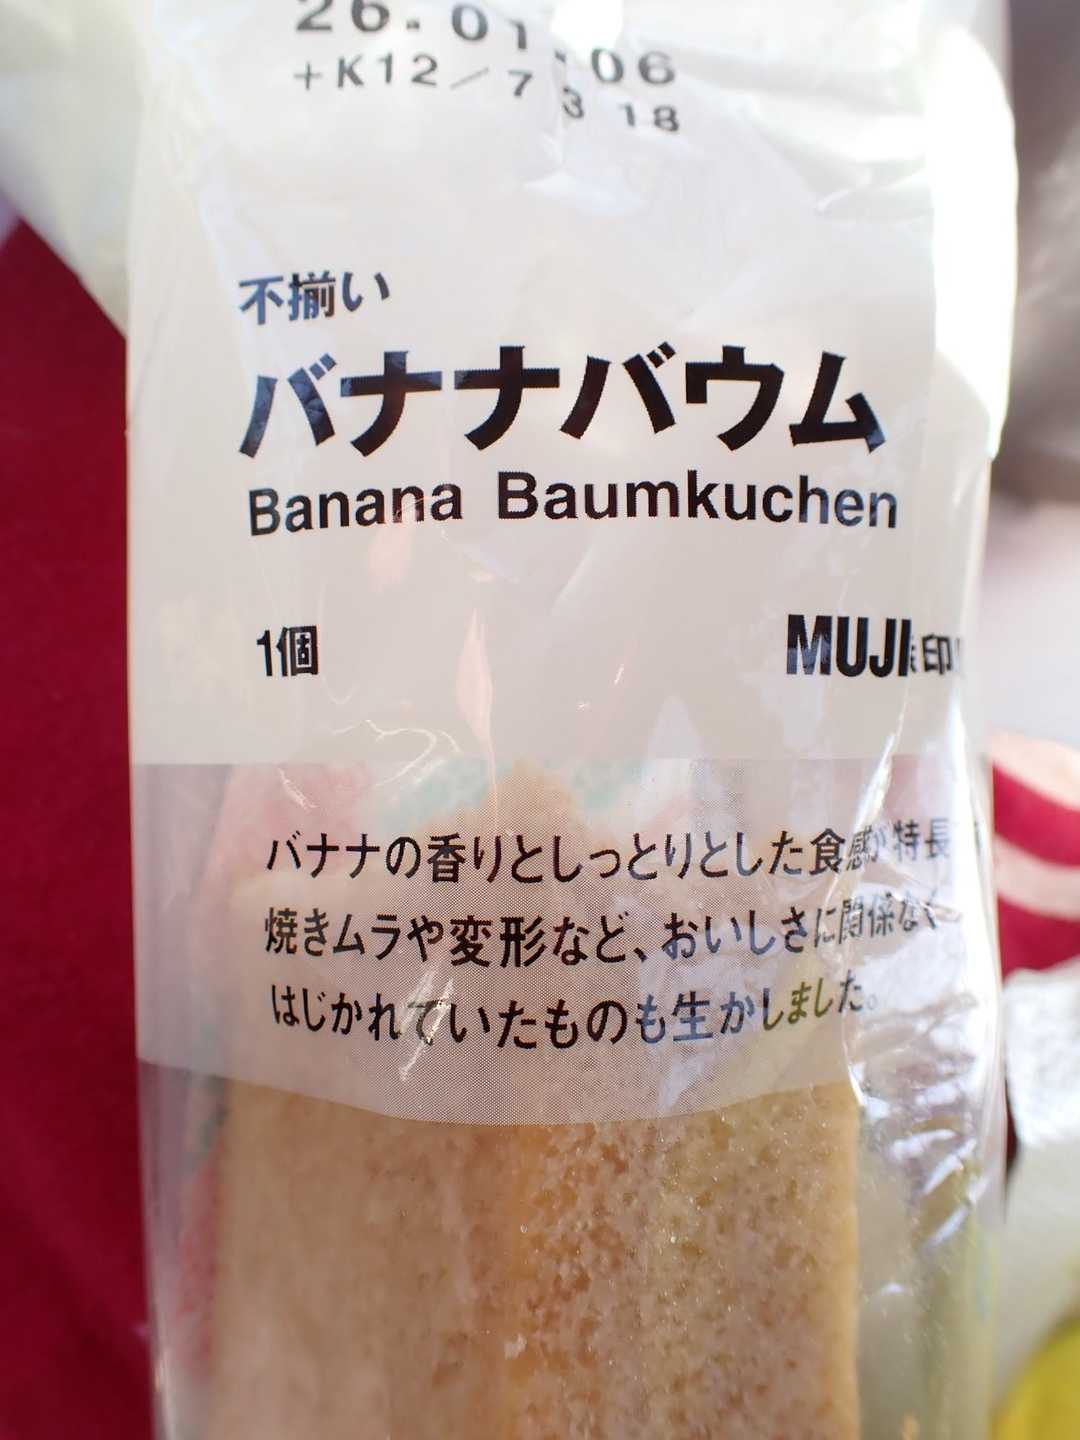 26.01.06
+K12/7 3 18
不揃い
バナナバウム
Banana Baumkuchen
1個
MUJI 印
バナナの香りとしっとりとした食感が特長
焼きムラや変形など、おいしさに関係なく
はじかれていたものも生かしました。